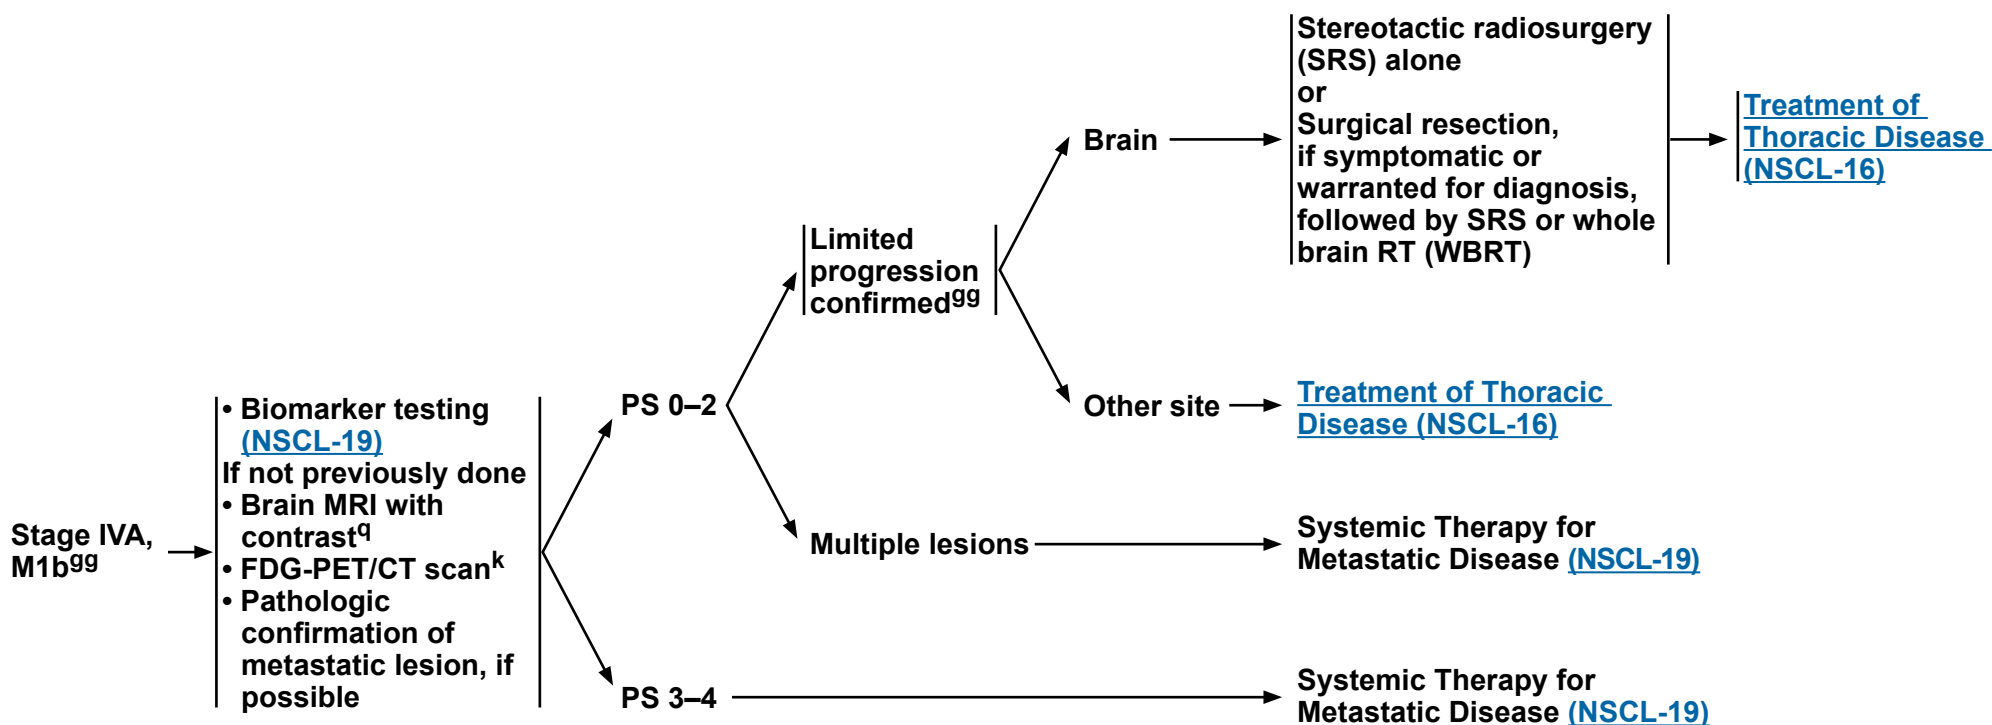 Stage IVA,
M1bgg
• Biomarker testing
(NSCL-19)
If not previously done
• Brain MRI with
contrastq
• FDG-PET/CT scank
• Pathologic
confirmation of
metastatic lesion, if
possible
PS 0–2
PS 3–4
Limited
progression
confirmedgg
Multiple lesions
Brain
Other site
Stereotactic radiosurgery
(SRS) alone
or
Surgical resection,
if symptomatic or
warranted for diagnosis,
followed by SRS or whole
brain RT (WBRT)
Treatment of
Thoracic Disease
(NSCL-16)
Treatment of Thoracic
Disease (NSCL-16)
Systemic Therapy for
Metastatic Disease (NSCL-19)
Systemic Therapy for
Metastatic Disease (NSCL-19)